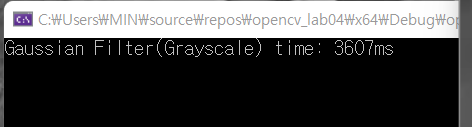 C:₩Users₩MIN₩source₩repos₩opencv_lab04₩x64₩Debug₩op
Gaussian Filter(Grayscale) time: 3607ms